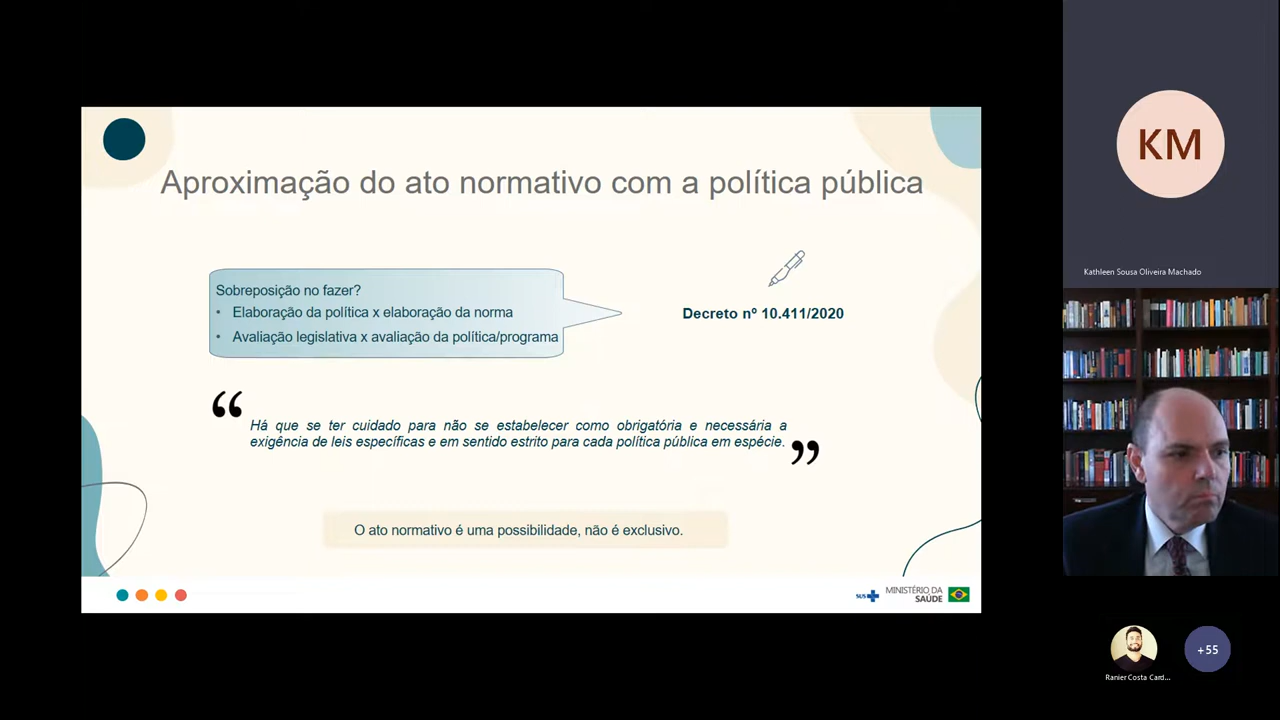 Aproximação do ato normativo com a política pública
Sobreposição no fazer?
• Elaboração da política x elaboração da norma
• Avaliação legislativa x avaliação da política/programa
Decreto nº 10.411/2020
“
Há que se ter cuidado para não se estabelecer como obrigatória e necessária a
exigência de leis específicas e em sentido estrito para cada política pública em espécie.
”
O ato normativo é uma possibilidade, não é exclusivo.
SUS
MINISTÉRIO DA
SAÚDE
KM
Kathleen Sousa Oliveira Machado
Ranier Costa Card...
+55